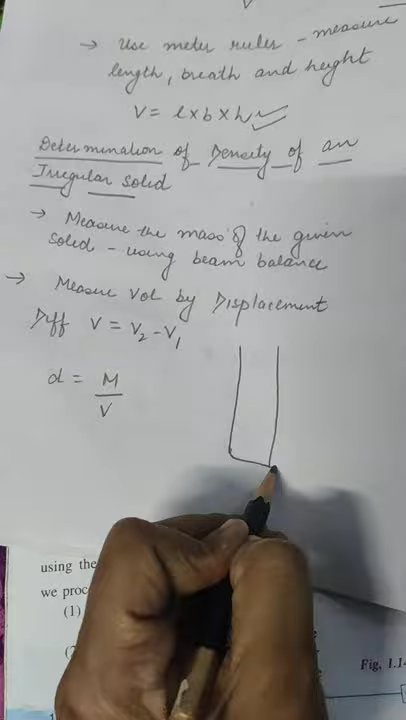 → Use meter ruler - measure
length, breath and height
V = l x b x h
Determination of Density of an
Irregular Solid
→ Measure the mass of the given
solid - using beam balance
→ Measure Vol by Displacement
Diff V = V₂ - V₁
d = M
V
using the
we proc
(1)
Fig. 1.14